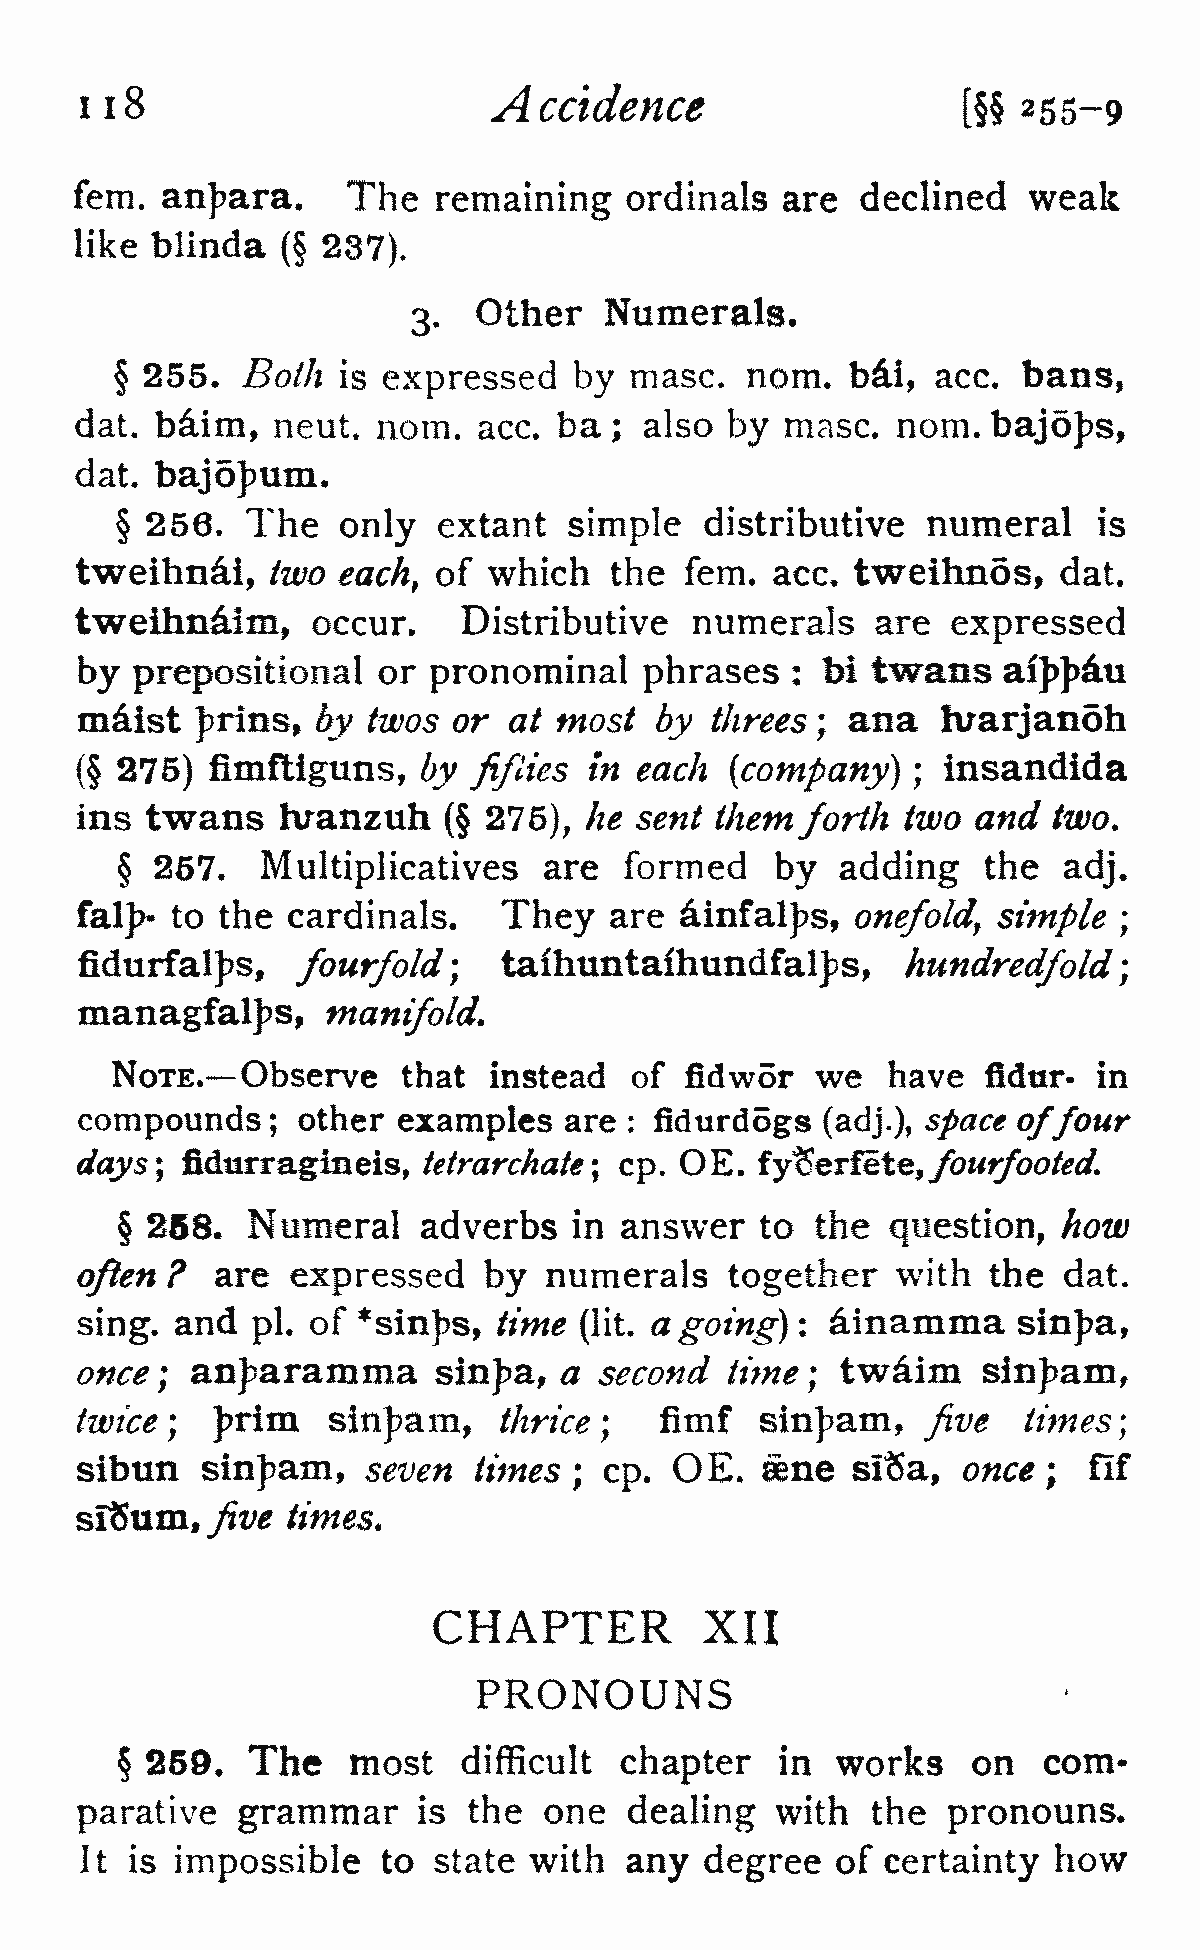 118 Accidence [§§ 255–9
fem. anþara. The remaining ordinals are declined weak
like blinda (§ 237).
3. Other Numerals.
§ 255. Both is expressed by masc. nom. bái, acc. bans,
dat. báim, neut. nom. acc. ba; also by masc. nom. bajōþs,
dat. bajōþum.
§ 256. The only extant simple distributive numeral is
tweihnái, two each, of which the fem. acc. tweihnōs, dat.
tweihnáim, occur. Distributive numerals are expressed
by prepositional or pronominal phrases: bi twans aíþþáu
máist þrins, by twos or at most by threes; ana ƕarjanōh
(§ 275) fimftiguns, by fifties in each (company); insandida
ins twans ƕanzuh (§ 275), he sent them forth two and two.
§ 257. Multiplicatives are formed by adding the adj.
falþ- to the cardinals. They are áinfalþs, onefold, simple;
fidurfalþs, fourfold; taíhuntaíhundfalþs, hundredfold;
managfalþs, manifold.
NOTE.—Observe that instead of fidwōr we have fidur- in
compounds; other examples are: fidurdōgs (adj.), space of four
days; fidurragineis, tetrarchate; cp. OE. fyðerfēte, fourfooted.
§ 258. Numeral adverbs in answer to the question, how
often? are expressed by numerals together with the dat.
sing. and pl. of *sinþs, time (lit. a going): áinamma sinþa,
once; anþaramma sinþa, a second time; twáim sinþam,
twice; þrim sinþam, thrice; fimf sinþam, five times;
sibun sinþam, seven times; cp. OE. ǣne sīða, once; fīf
sīðum, five times.
CHAPTER XII
PRONOUNS
§ 259. The most difficult chapter in works on com-
parative grammar is the one dealing with the pronouns.
It is impossible to state with any degree of certainty how